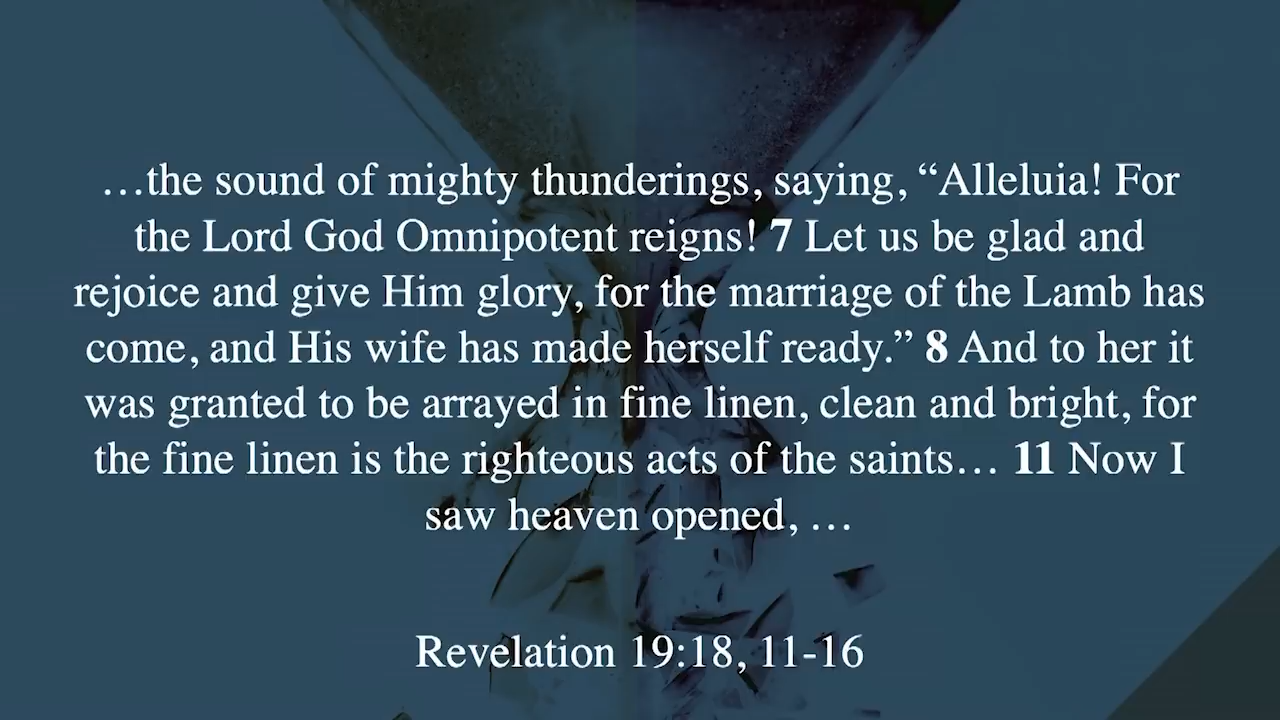 …the sound of mighty thunderings, saying, “Alleluia! For
the Lord God Omnipotent reigns! 7 Let us be glad and
rejoice and give Him glory, for the marriage of the Lamb has
come, and His wife has made herself ready.” 8 And to her it
was granted to be arrayed in fine linen, clean and bright, for
the fine linen is the righteous acts of the saints… 11 Now I
saw heaven opened, …
Revelation 19:18, 11-16